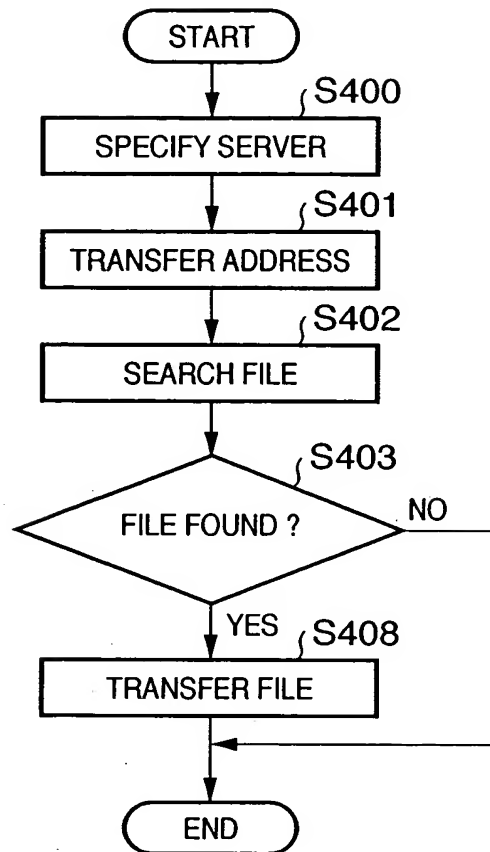 START
S400
SPECIFY SERVER
S401
TRANSFER ADDRESS
S402
SEARCH FILE
S403
FILE FOUND ?
NO
YES
S408
TRANSFER FILE
END